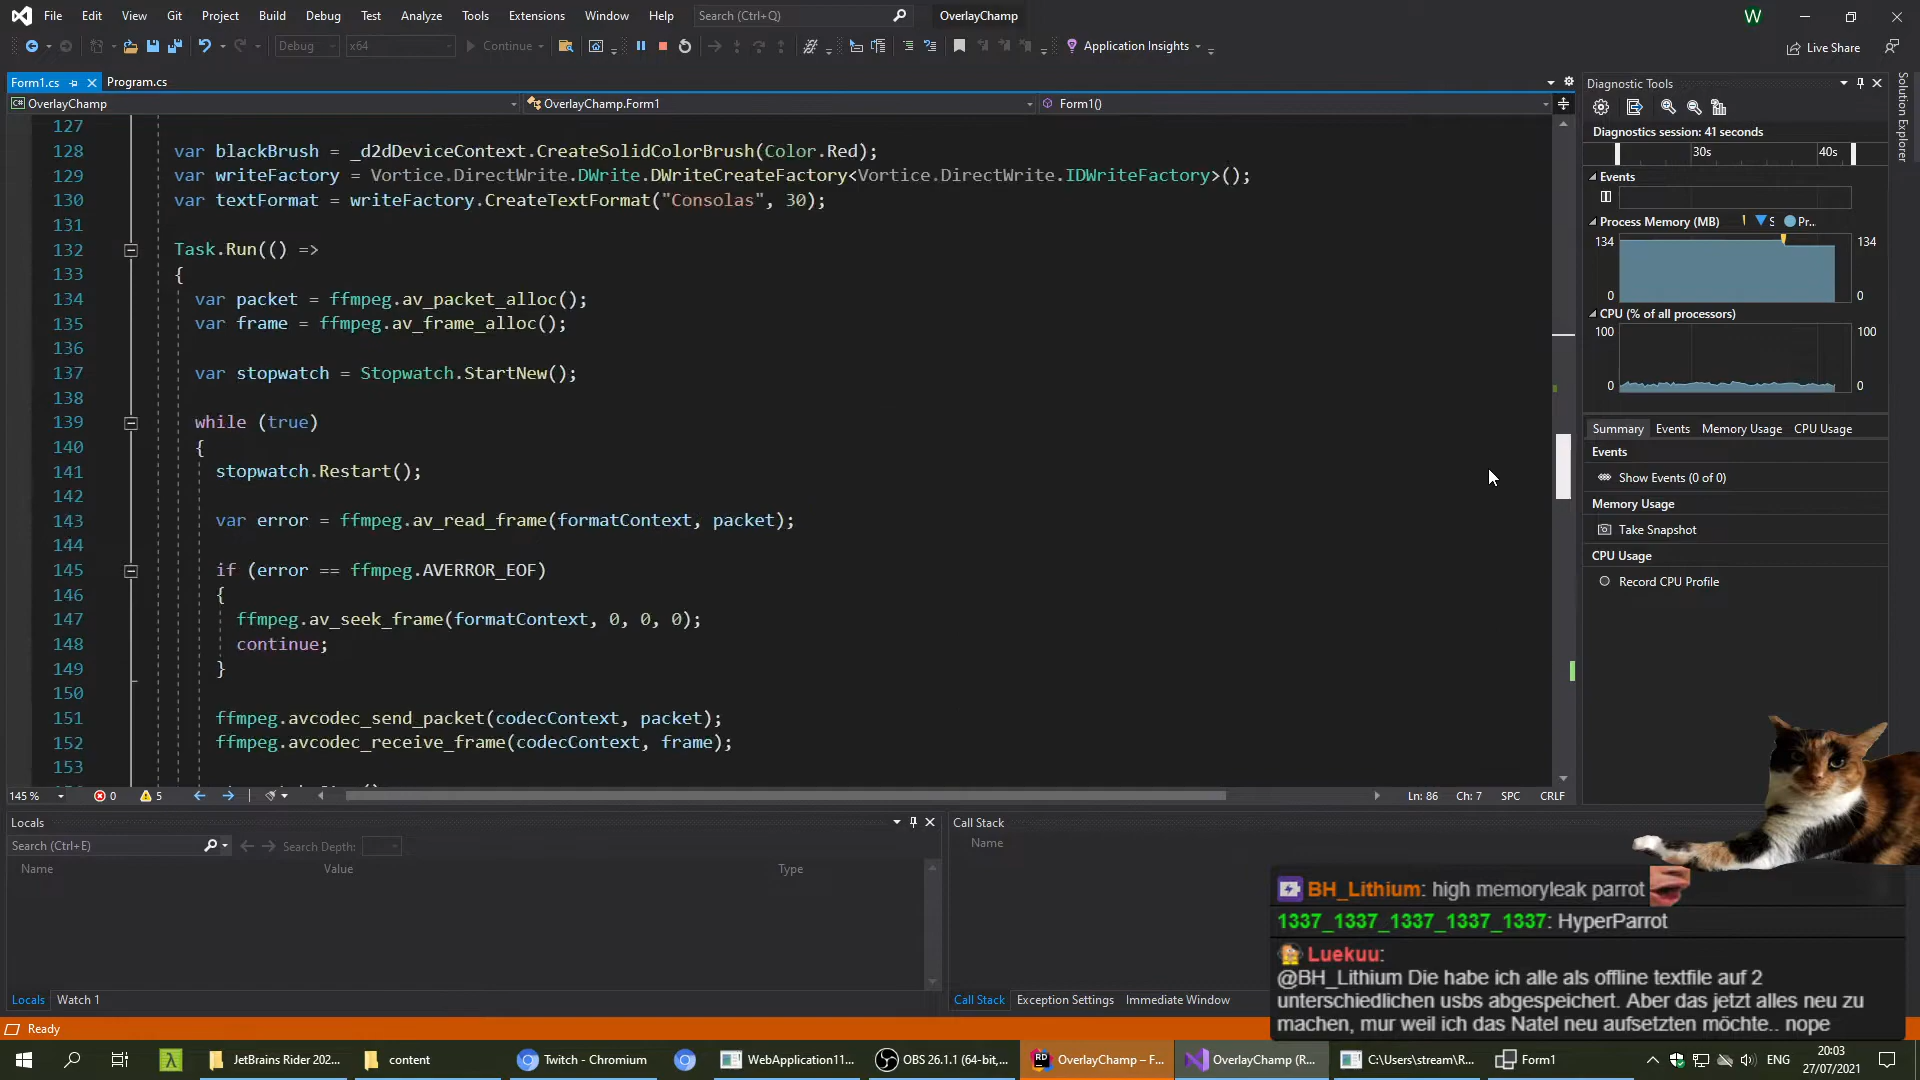 File Edit View Git Project Build Debug Test Analyze Tools Extensions Window Help Search (Ctrl+Q) OverlayChamp W
Debug x64 Continue Application Insights Live Share
Form1.cs Program.cs
OverlayChamp OverlayChamp.Form1 Form1()
127
128 var blackBrush = _d2dDeviceContext.CreateSolidColorBrush(Color.Red);
129 var writeFactory = Vortice.DirectWrite.DWrite.DWriteCreateFactory<Vortice.DirectWrite.IDWriteFactory>();
130 var textFormat = writeFactory.CreateTextFormat("Consolas", 30);
131
132 Task.Run(() =>
133 {
134 var packet = ffmpeg.av_packet_alloc();
135 var frame = ffmpeg.av_frame_alloc();
136
137 var stopwatch = Stopwatch.StartNew();
138
139 while (true)
140 {
141 stopwatch.Restart();
142
143 var error = ffmpeg.av_read_frame(formatContext, packet);
144
145 if (error == ffmpeg.AVERROR_EOF)
146 {
147 ffmpeg.av_seek_frame(formatContext, 0, 0, 0);
148 continue;
149 }
150
151 ffmpeg.avcodec_send_packet(codecContext, packet);
152 ffmpeg.avcodec_receive_frame(codecContext, frame);
153
145 % 0 5 Ln: 86 Ch: 7 SPC CRLF
Diagnostic Tools
Diagnostics session: 41 seconds
30s 40s
Events
Process Memory (MB) S Pr...
134 134
0 0
CPU (% of all processors)
100 100
0 0
Summary Events Memory Usage CPU Usage
Events
Show Events (0 of 0)
Memory Usage
Take Snapshot
CPU Usage
Record CPU Profile
Solution Explorer
Locals
Search (Ctrl+E) Search Depth:
Name Value Type
Locals Watch 1
Call Stack
Name
Call Stack Exception Settings Immediate Window
BH_Lithium: high memoryleak parrot
1337_1337_1337_1337_1337: HyperParrot
Luekuu:
@BH_Lithium Die habe ich alle als offline textfile auf 2
unterschiedlichen usbs abgespeichert. Aber das jetzt alles neu zu
machen, mur weil ich das Natel neu aufsetzten möchte.. nope
Ready
JetBrains Rider 202... content Twitch - Chromium WebApplication11... OBS 26.1.1 (64-bit,... OverlayChamp – F... OverlayChamp (R... C:\Users\stream\R... Form1 ENG 20:03
27/07/2021